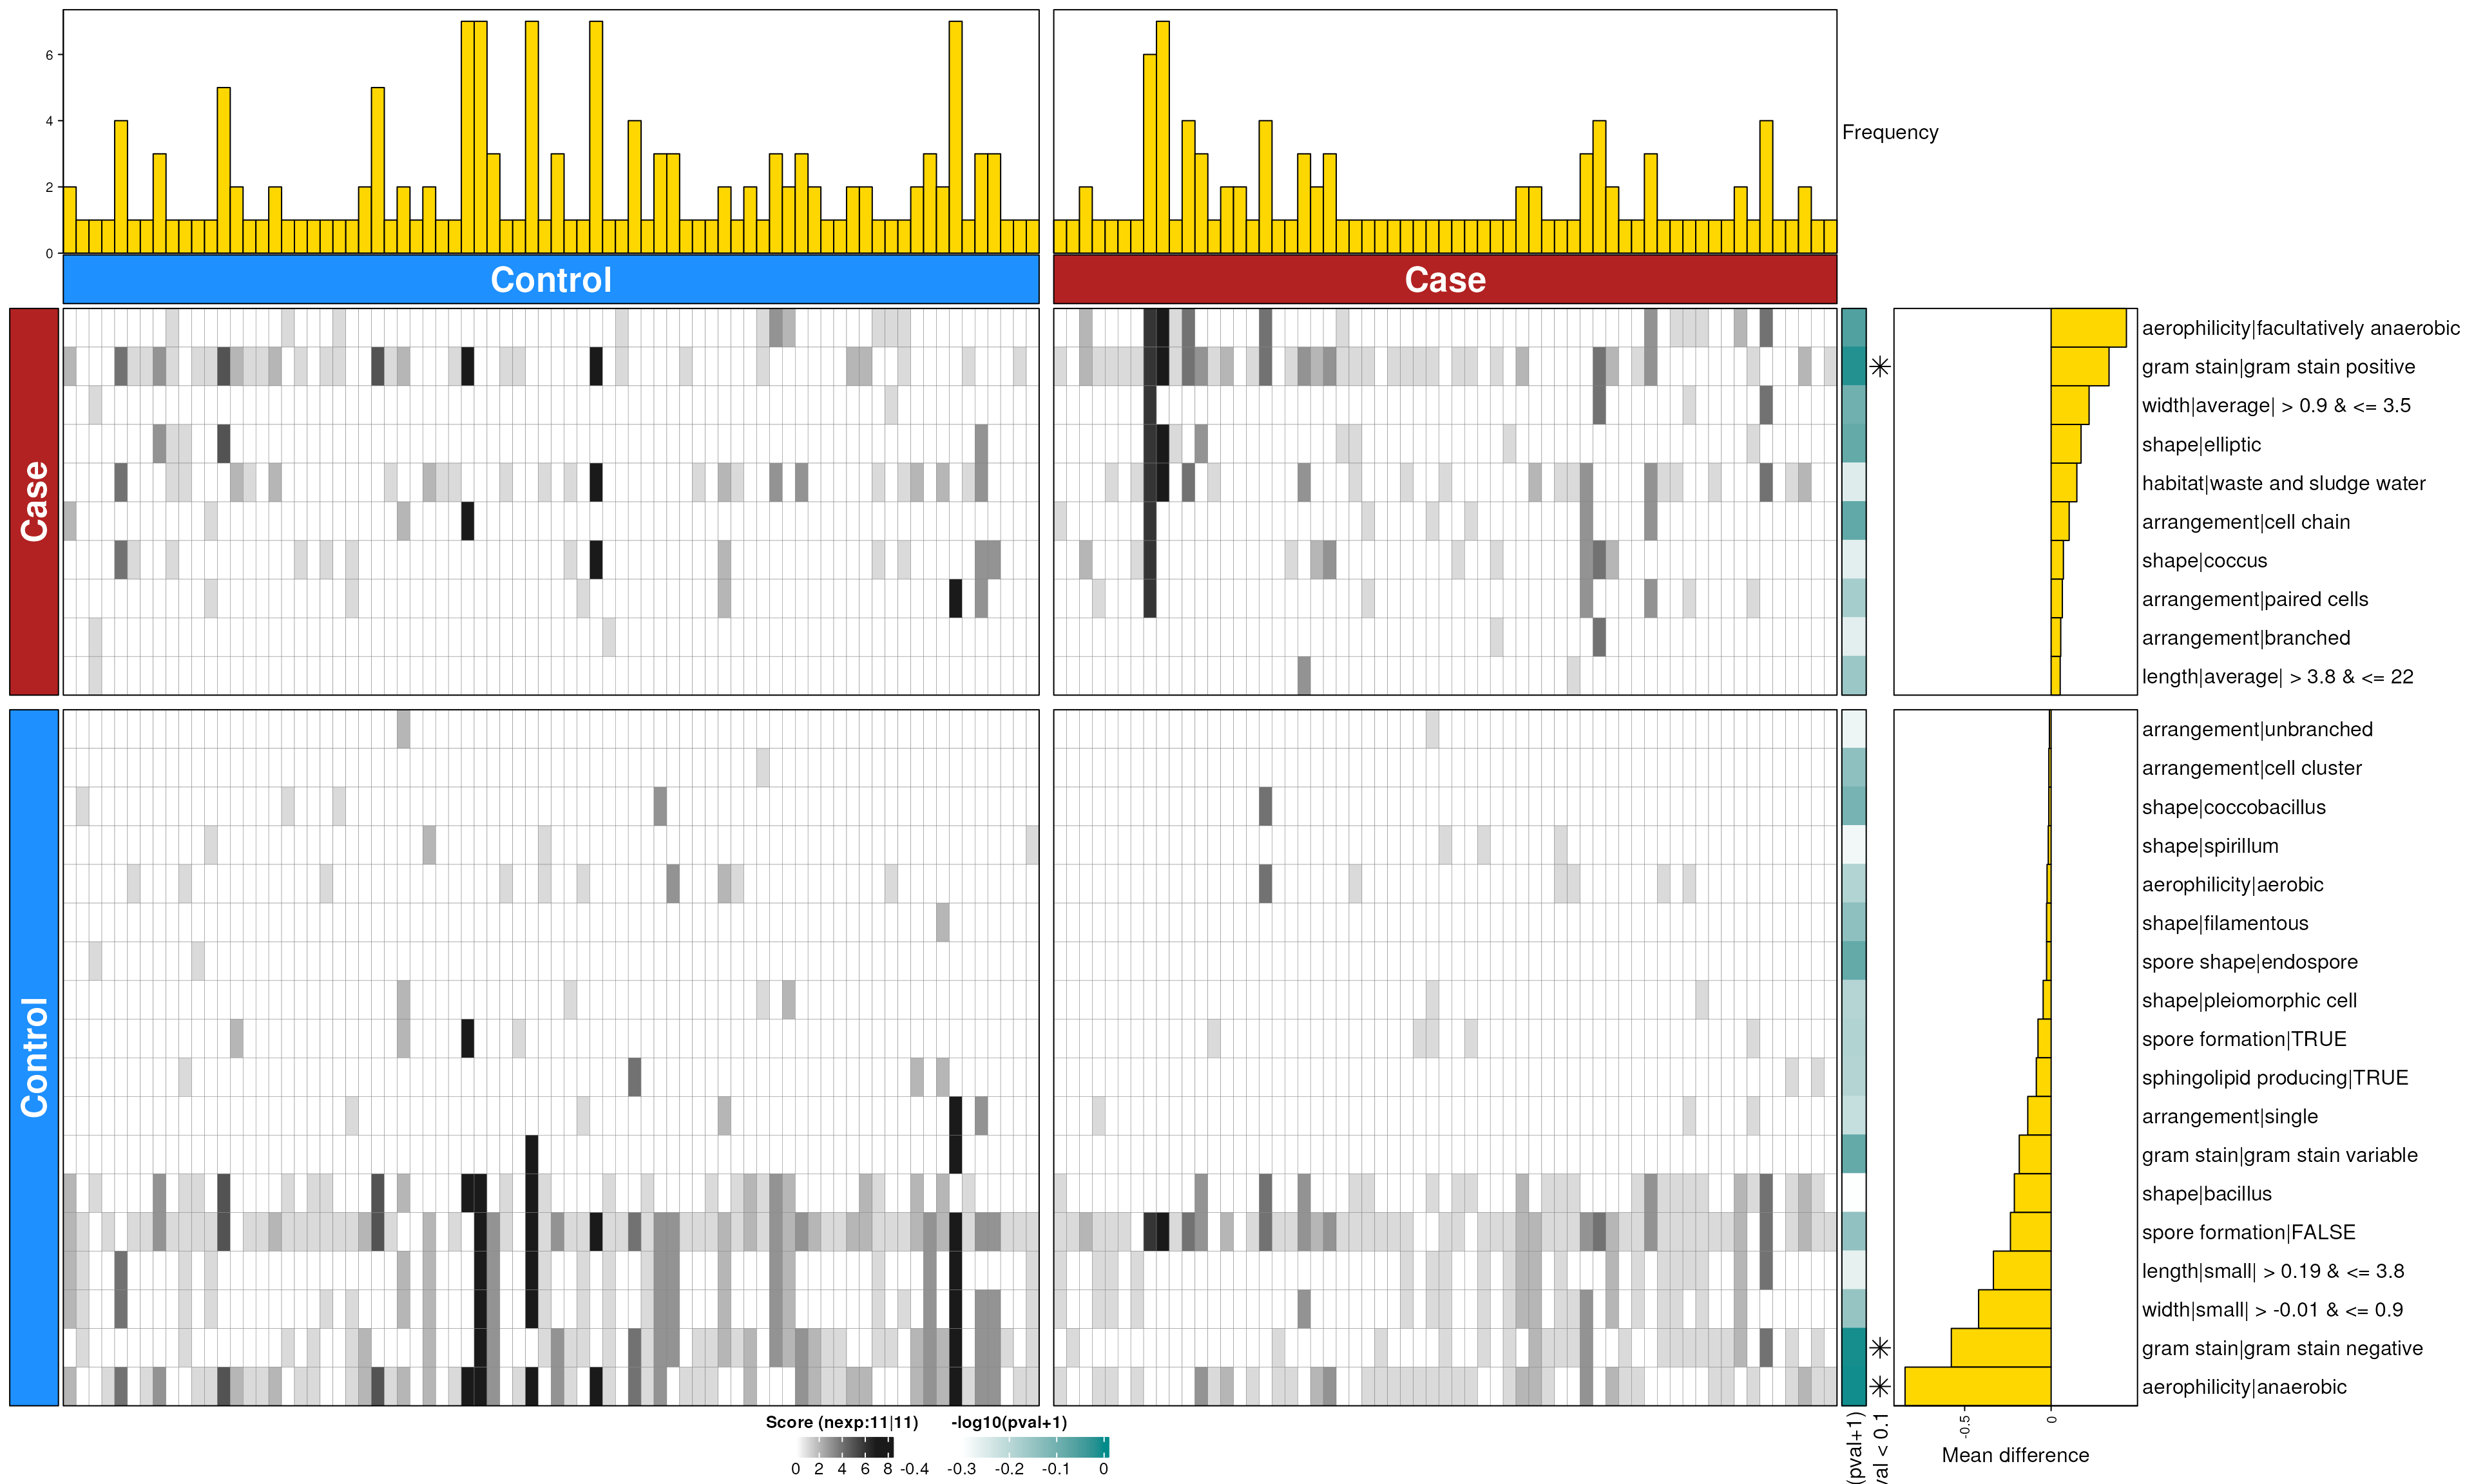 6
4
2
0
Frequency
Control
Case
Case
aerophilicity|facultatively anaerobic
gram stain|gram stain positive
width|average| > 0.9 & <= 3.5
shape|elliptic
habitat|waste and sludge water
arrangement|cell chain
shape|coccus
arrangement|paired cells
arrangement|branched
length|average| > 3.8 & <= 22
Control
arrangement|unbranched
arrangement|cell cluster
shape|coccobacillus
shape|spirillum
aerophilicity|aerobic
shape|filamentous
spore shape|endospore
shape|pleiomorphic cell
spore formation|TRUE
sphingolipid producing|TRUE
arrangement|single
gram stain|gram stain variable
shape|bacillus
spore formation|FALSE
length|small| > 0.19 & <= 3.8
width|small| > -0.01 & <= 0.9
gram stain|gram stain negative
aerophilicity|anaerobic
(pval+1)
val < 0.1
-0.5 0
Mean difference
Score (nexp:11|11) -log10(pval+1)
0 2 4 6 8 -0.4 -0.3 -0.2 -0.1 0